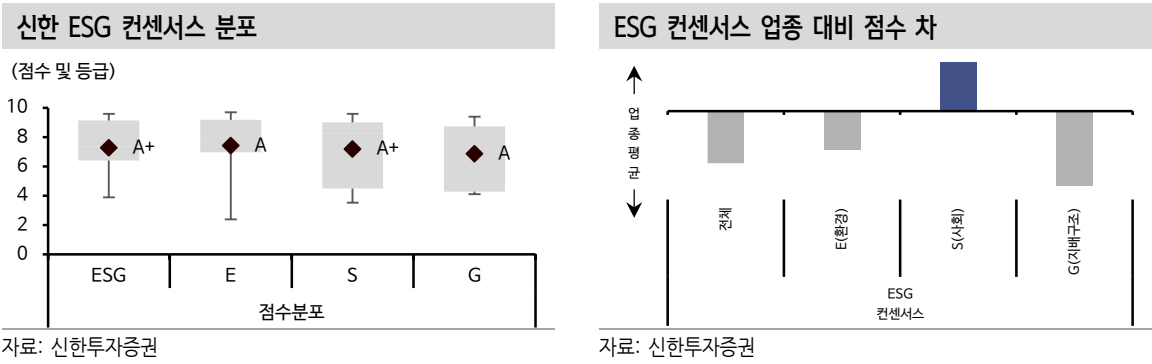 신한 ESG 컨센서스 분포
(점수 및 등급)
10
8
6
4
2
0
A+
A
A+
A
ESG
E
S
G
점수분포
자료: 신한투자증권
ESG 컨센서스 업종 대비 점수 차
업
종
평
균
전체
E(환경)
S(사회)
G(지배구조)
ESG
컨센서스
자료: 신한투자증권